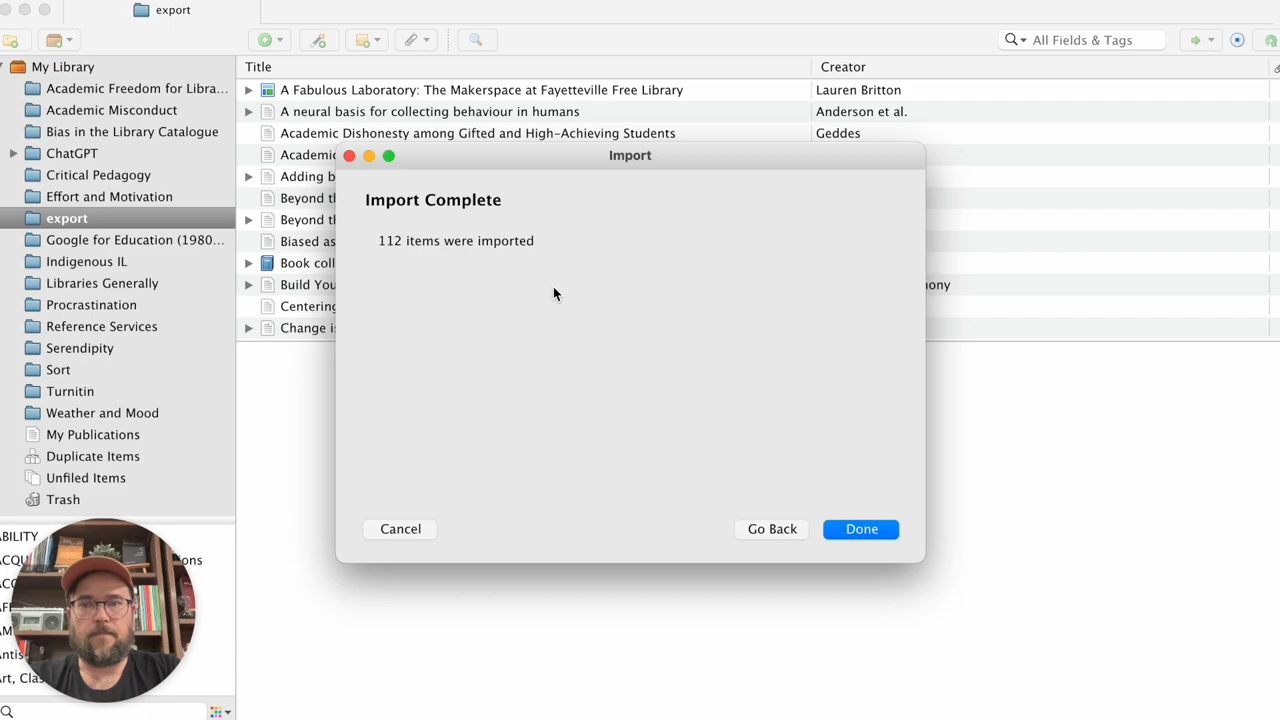 export
All Fields & Tags
My Library
Academic Freedom for Libra...
Academic Misconduct
Bias in the Library Catalogue
ChatGPT
Critical Pedagogy
Effort and Motivation
export
Google for Education (1980...
Indigenous IL
Libraries Generally
Procrastination
Reference Services
Serendipity
Sort
Turnitin
Weather and Mood
My Publications
Duplicate Items
Unfiled Items
Trash
ABILITY
ACQU ons
Title Creator
A Fabulous Laboratory: The Makerspace at Fayetteville Free Library Lauren Britton
A neural basis for collecting behaviour in humans Anderson et al.
Academic Dishonesty among Gifted and High-Achieving Students Geddes
Academic
Adding b
Beyond th
Beyond th
Biased as
Book coll
Build You ony
Centering
Change i
Import
Import Complete
112 items were imported
Cancel Go Back Done